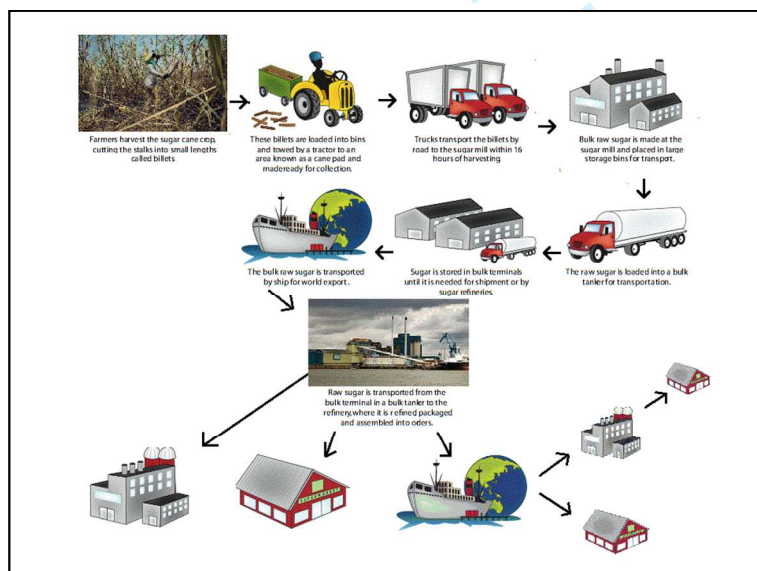 Farmers harvest the sugar cane crop,
cutting the stalks into small lengths
called billets
These billets are loaded into bins
and towed by a tractor to an
area known as a cane pad and
madeready for collection.
Trucks transport the billets by
road to the sugar mill within 16
hours of harvesting.
Bulk raw sugar is made at the
sugar mill and placed in large
storage bins for transport.
The bulk raw sugar is transported
by ship for world export.
Sugar is stored in bulk terminals
until it is needed for shipment or by
sugar refineries.
The raw sugar is loaded into a bulk
tanker for transportation.
Raw sugar is transported from the
bulk terminal in a bulk tanler to the
refinery, where it is refined packaged
and assembled into oders.
SUPERMARKET